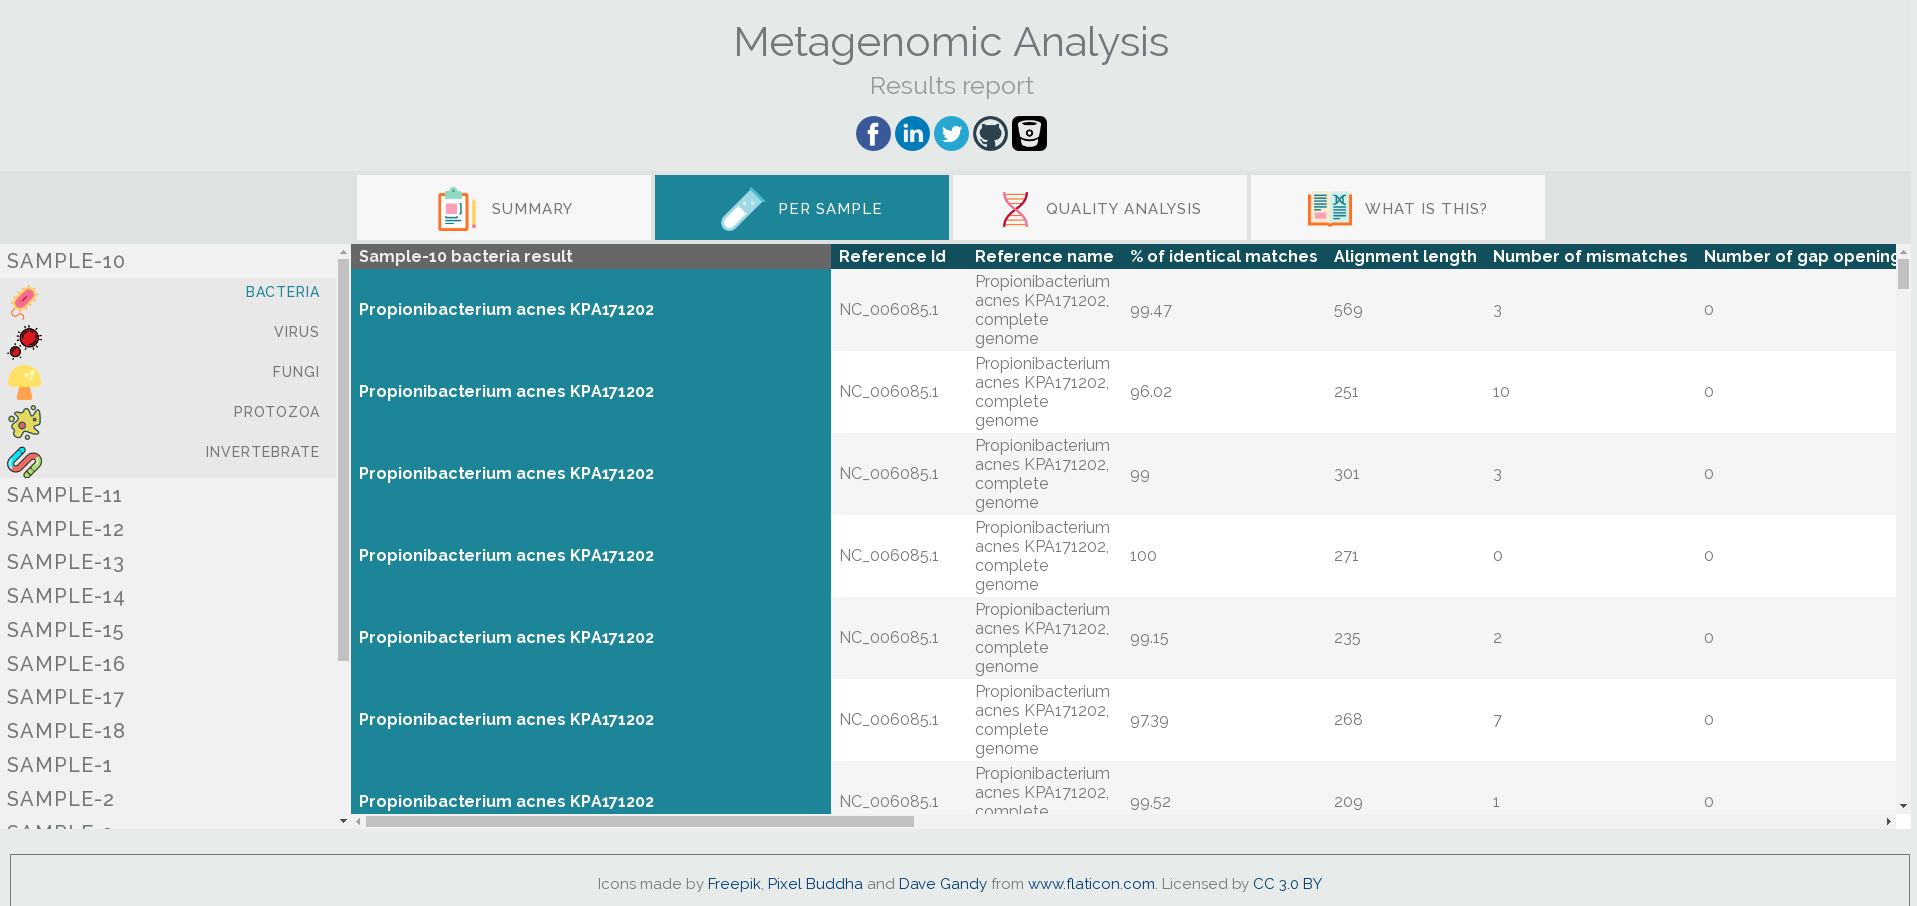 Metagenomic Analysis
Results report
SUMMARY
PER SAMPLE
QUALITY ANALYSIS
WHAT IS THIS?
SAMPLE-10
BACTERIA
VIRUS
FUNGI
PROTOZOA
INVERTEBRATE
SAMPLE-11
SAMPLE-12
SAMPLE-13
SAMPLE-14
SAMPLE-15
SAMPLE-16
SAMPLE-17
SAMPLE-18
SAMPLE-1
SAMPLE-2
Sample-10 bacteria result Reference Id Reference name % of identical matches Alignment length Number of mismatches Number of gap opening
Propionibacterium acnes KPA171202 NC_006085.1
Propionibacterium
acnes KPA171202,
complete
genome
99.47 569 3 0
Propionibacterium acnes KPA171202 NC_006085.1
Propionibacterium
acnes KPA171202,
complete
genome
96.02 251 10 0
Propionibacterium acnes KPA171202 NC_006085.1
Propionibacterium
acnes KPA171202,
complete
genome
99 301 3 0
Propionibacterium acnes KPA171202 NC_006085.1
Propionibacterium
acnes KPA171202,
complete
genome
100 271 0 0
Propionibacterium acnes KPA171202 NC_006085.1
Propionibacterium
acnes KPA171202,
complete
genome
99.15 235 2 0
Propionibacterium acnes KPA171202 NC_006085.1
Propionibacterium
acnes KPA171202,
complete
genome
97.39 268 7 0
Propionibacterium acnes KPA171202 NC_006085.1
Propionibacterium
acnes KPA171202,
complete
99.52 209 1 0
Icons made by Freepik, Pixel Buddha and Dave Gandy from www.flaticon.com. Licensed by CC 3.0 BY